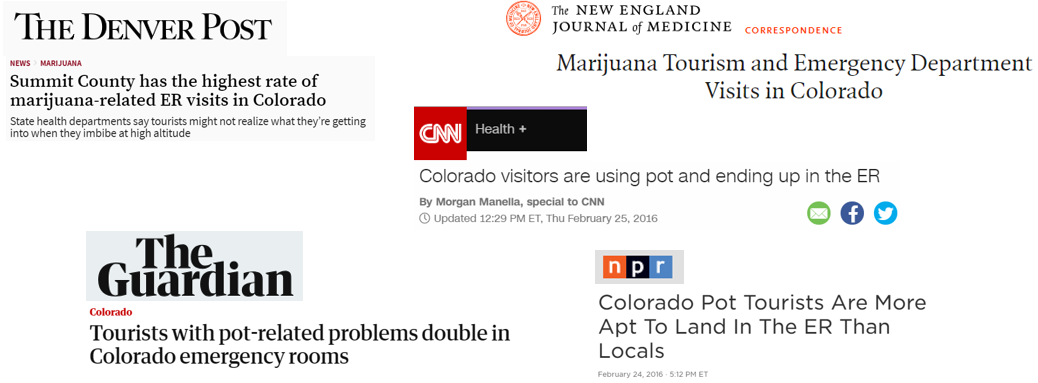 THE DENVER POST
NEWS / MARIJUANA
Summit County has the highest rate of
marijuana-related ER visits in Colorado
State health departments say tourists might not realize what they're getting
into when they imbibe at high altitude
The NEW ENGLAND
JOURNAL of MEDICINE
CORRESPONDENCE
Marijuana Tourism and Emergency Department
Visits in Colorado
CNN
Health +
Colorado visitors are using pot and ending up in the ER
By Morgan Manella, special to CNN
Updated 12:29 PM ET, Thu February 25, 2016
The
Guardian
Colorado
Tourists with pot-related problems double in
Colorado emergency rooms
npr
Colorado Pot Tourists Are More
Apt To Land In The ER Than
Locals
February 24, 2016 · 5:12 PM ET